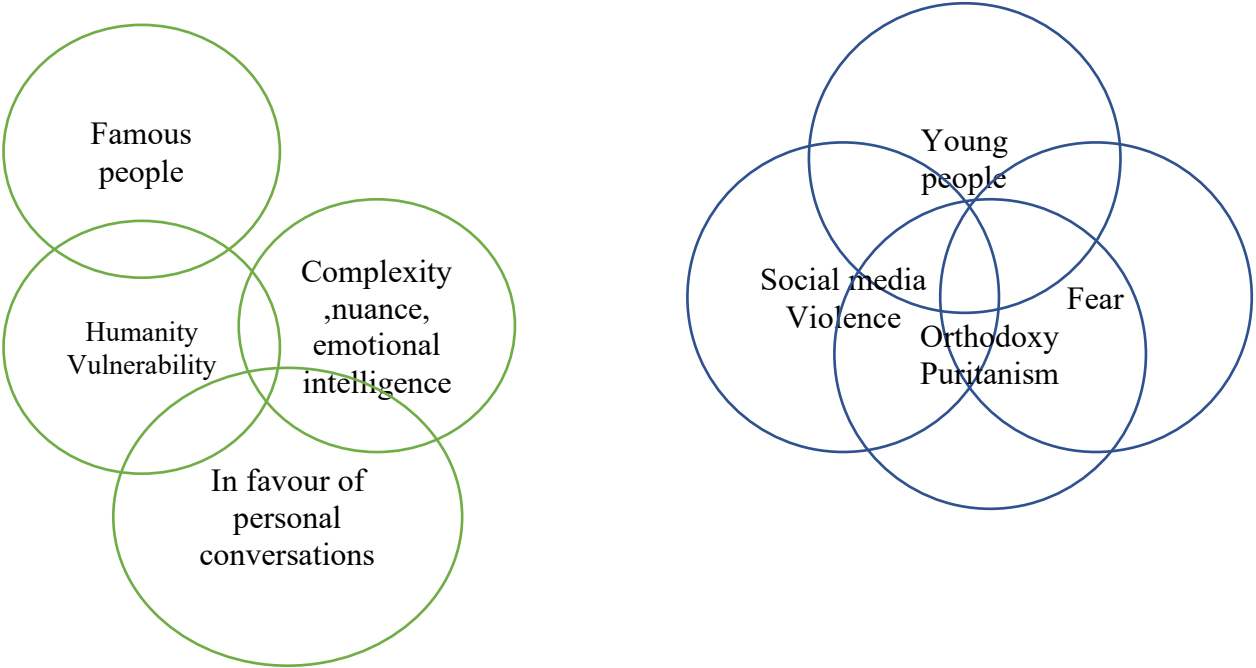 Famous
people
Humanity
Vulnerability
Complexity
,nuance,
emotional
intelligence
In favour of
personal
conversations
Young
people
Social media
Violence
Fear
Orthodoxy
Puritanism